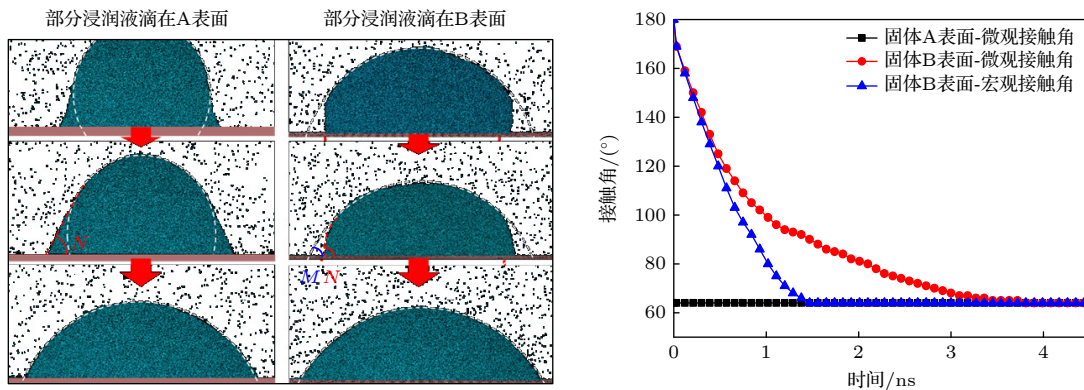 部分浸润液滴在A表面
部分浸润液滴在B表面
N
M N
180
160
140
120
100
80
60
接触角/(°)
固体A表面-微观接触角
固体B表面-微观接触角
固体B表面-宏观接触角
0 1 2 3 4
时间/ns